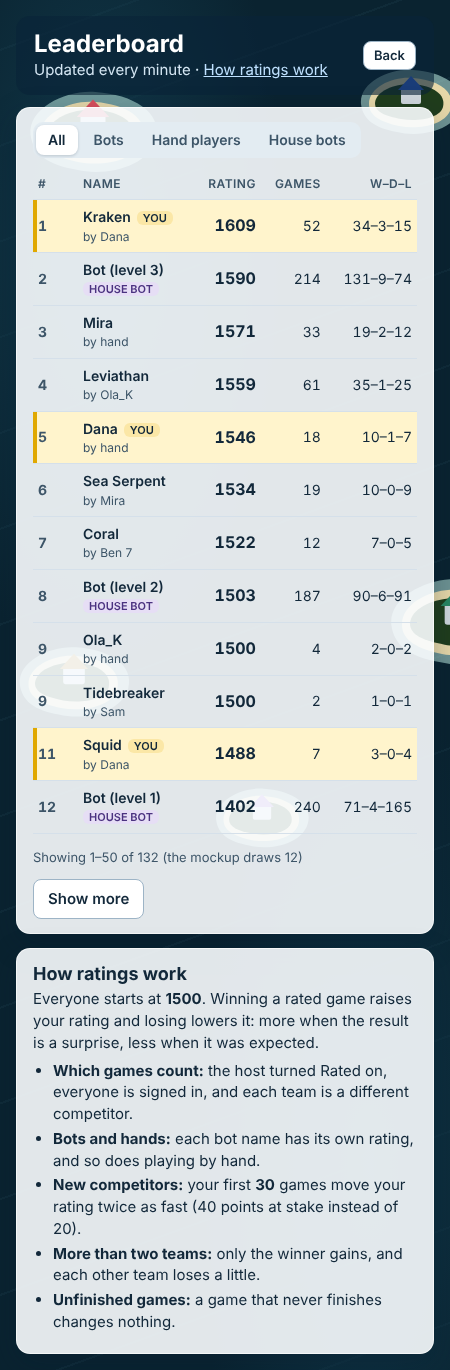 Leaderboard
Updated every minute · How ratings work
Back
All Bots Hand players House bots
# NAME RATING GAMES W–D–L
1 Kraken YOU 1609 52 34–3–15
by Dana
2 Bot (level 3) 1590 214 131–9–74
HOUSE BOT
3 Mira 1571 33 19–2–12
by hand
4 Leviathan 1559 61 35–1–25
by Ola_K
5 Dana YOU 1546 18 10–1–7
by hand
6 Sea Serpent 1534 19 10–0–9
by Mira
7 Coral 1522 12 7–0–5
by Ben 7
8 Bot (level 2) 1503 187 90–6–91
HOUSE BOT
9 Ola_K 1500 4 2–0–2
by hand
9 Tidebreaker 1500 2 1–0–1
by Sam
11 Squid YOU 1488 7 3–0–4
by Dana
12 Bot (level 1) 1402 240 71–4–165
HOUSE BOT
Showing 1–50 of 132 (the mockup draws 12)
Show more
How ratings work
Everyone starts at 1500. Winning a rated game raises
your rating and losing lowers it: more when the result
is a surprise, less when it was expected.
• Which games count: the host turned Rated on,
everyone is signed in, and each team is a different
competitor.
• Bots and hands: each bot name has its own rating,
and so does playing by hand.
• New competitors: your first 30 games move your
rating twice as fast (40 points at stake instead of
20).
• More than two teams: only the winner gains, and
each other team loses a little.
• Unfinished games: a game that never finishes
changes nothing.